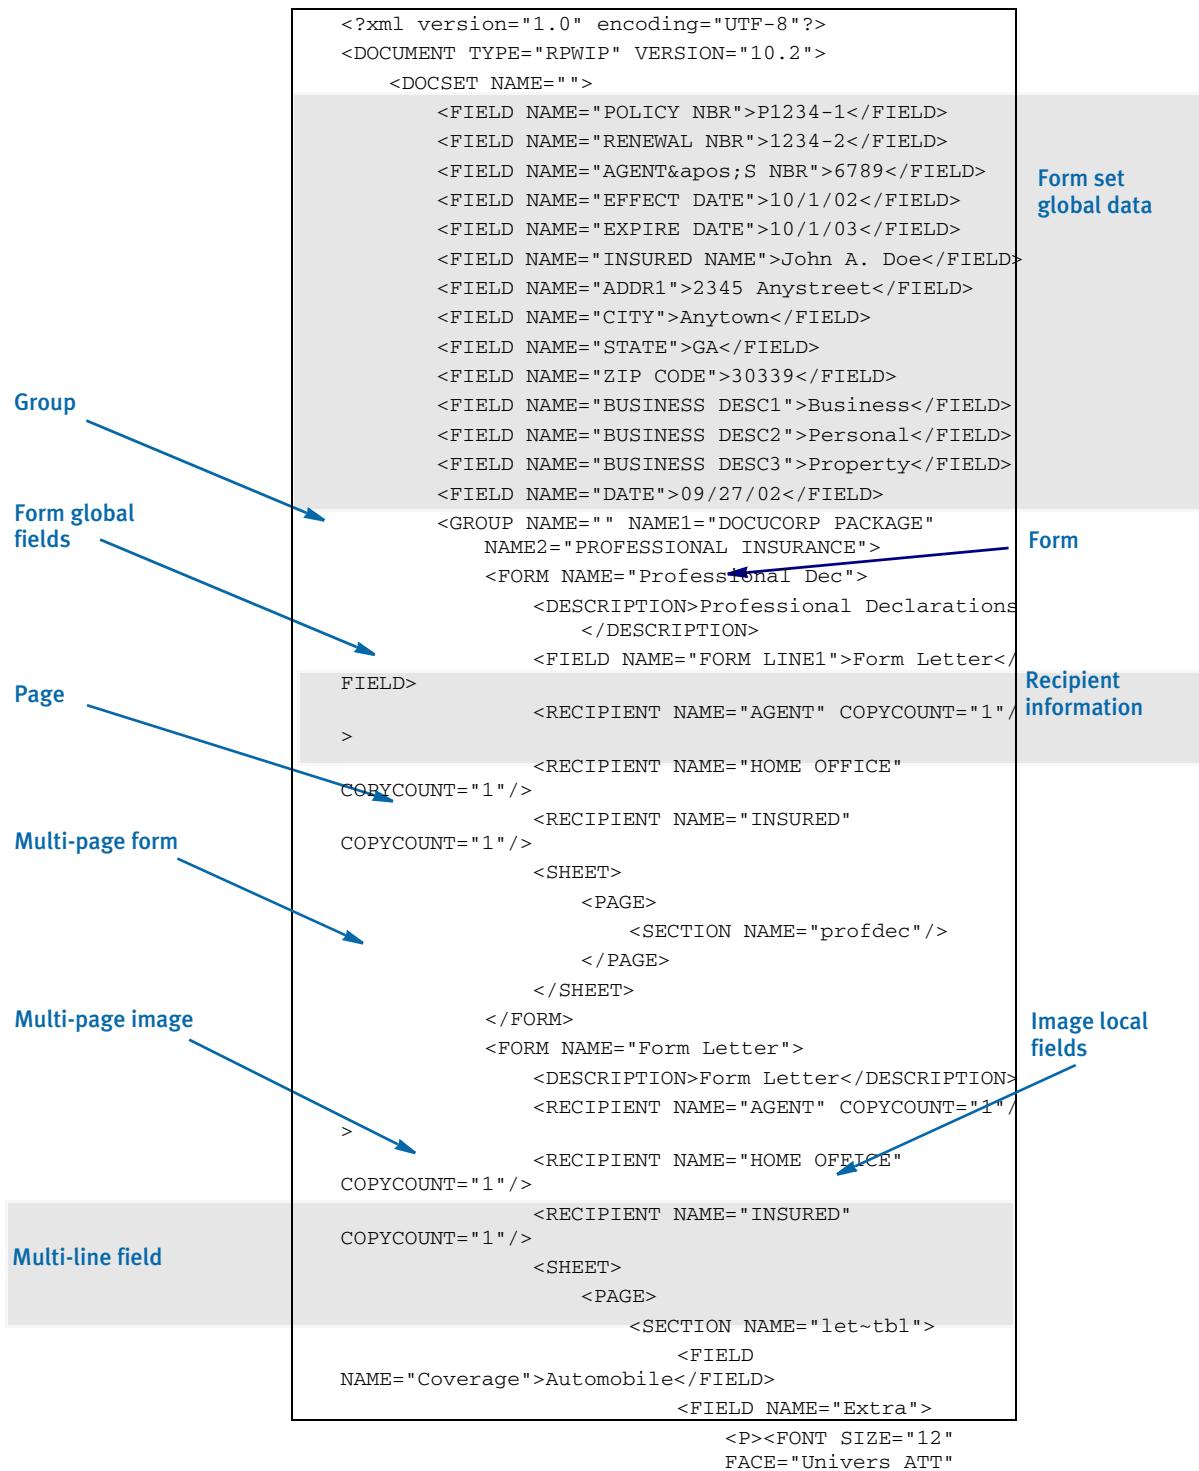 <?xml version="1.0" encoding="UTF-8"?>
<DOCUMENT TYPE="RPWIP" VERSION="10.2">
<DOCSET NAME="">
<FIELD NAME="POLICY NBR">P1234-1</FIELD>
<FIELD NAME="RENEWAL NBR">1234-2</FIELD>
<FIELD NAME="AGENT&apos;S NBR">6789</FIELD>
<FIELD NAME="EFFECT DATE">10/1/02</FIELD>
<FIELD NAME="EXPIRE DATE">10/1/03</FIELD>
<FIELD NAME="INSURED NAME">John A. Doe</FIELD>
<FIELD NAME="ADDR1">2345 Anystreet</FIELD>
<FIELD NAME="CITY">Anytown</FIELD>
<FIELD NAME="STATE">GA</FIELD>
<FIELD NAME="ZIP CODE">30339</FIELD>
<FIELD NAME="BUSINESS DESC1">Business</FIELD>
<FIELD NAME="BUSINESS DESC2">Personal</FIELD>
<FIELD NAME="BUSINESS DESC3">Property</FIELD>
<FIELD NAME="DATE">09/27/02</FIELD>
<GROUP NAME="" NAME1="DOCUCORP PACKAGE"
NAME2="PROFESSIONAL INSURANCE">
<FORM NAME="Professional Dec">
<DESCRIPTION>Professional Declarations
</DESCRIPTION>
<FIELD NAME="FORM LINE1">Form Letter</
FIELD>
<RECIPIENT NAME="AGENT" COPYCOUNT="1"/
>
<RECIPIENT NAME="HOME OFFICE"
COPYCOUNT="1"/>
<RECIPIENT NAME="INSURED"
COPYCOUNT="1"/>
<SHEET>
<PAGE>
<SECTION NAME="profdec"/>
</PAGE>
</SHEET>
</FORM>
<FORM NAME="Form Letter">
<DESCRIPTION>Form Letter</DESCRIPTION>
<RECIPIENT NAME="AGENT" COPYCOUNT="1"/
>
<RECIPIENT NAME="HOME OFFICE"
COPYCOUNT="1"/>
<RECIPIENT NAME="INSURED"
COPYCOUNT="1"/>
<SHEET>
<PAGE>
<SECTION NAME="let~tbl">
<FIELD
NAME="Coverage">Automobile</FIELD>
<FIELD NAME="Extra">
<P><FONT SIZE="12"
FACE="Univers ATT"
Group
Form global
fields
Page
Multi-page form
Multi-page image
Multi-line field
Form set
global data
Form
Recipient
information
Image local
fields